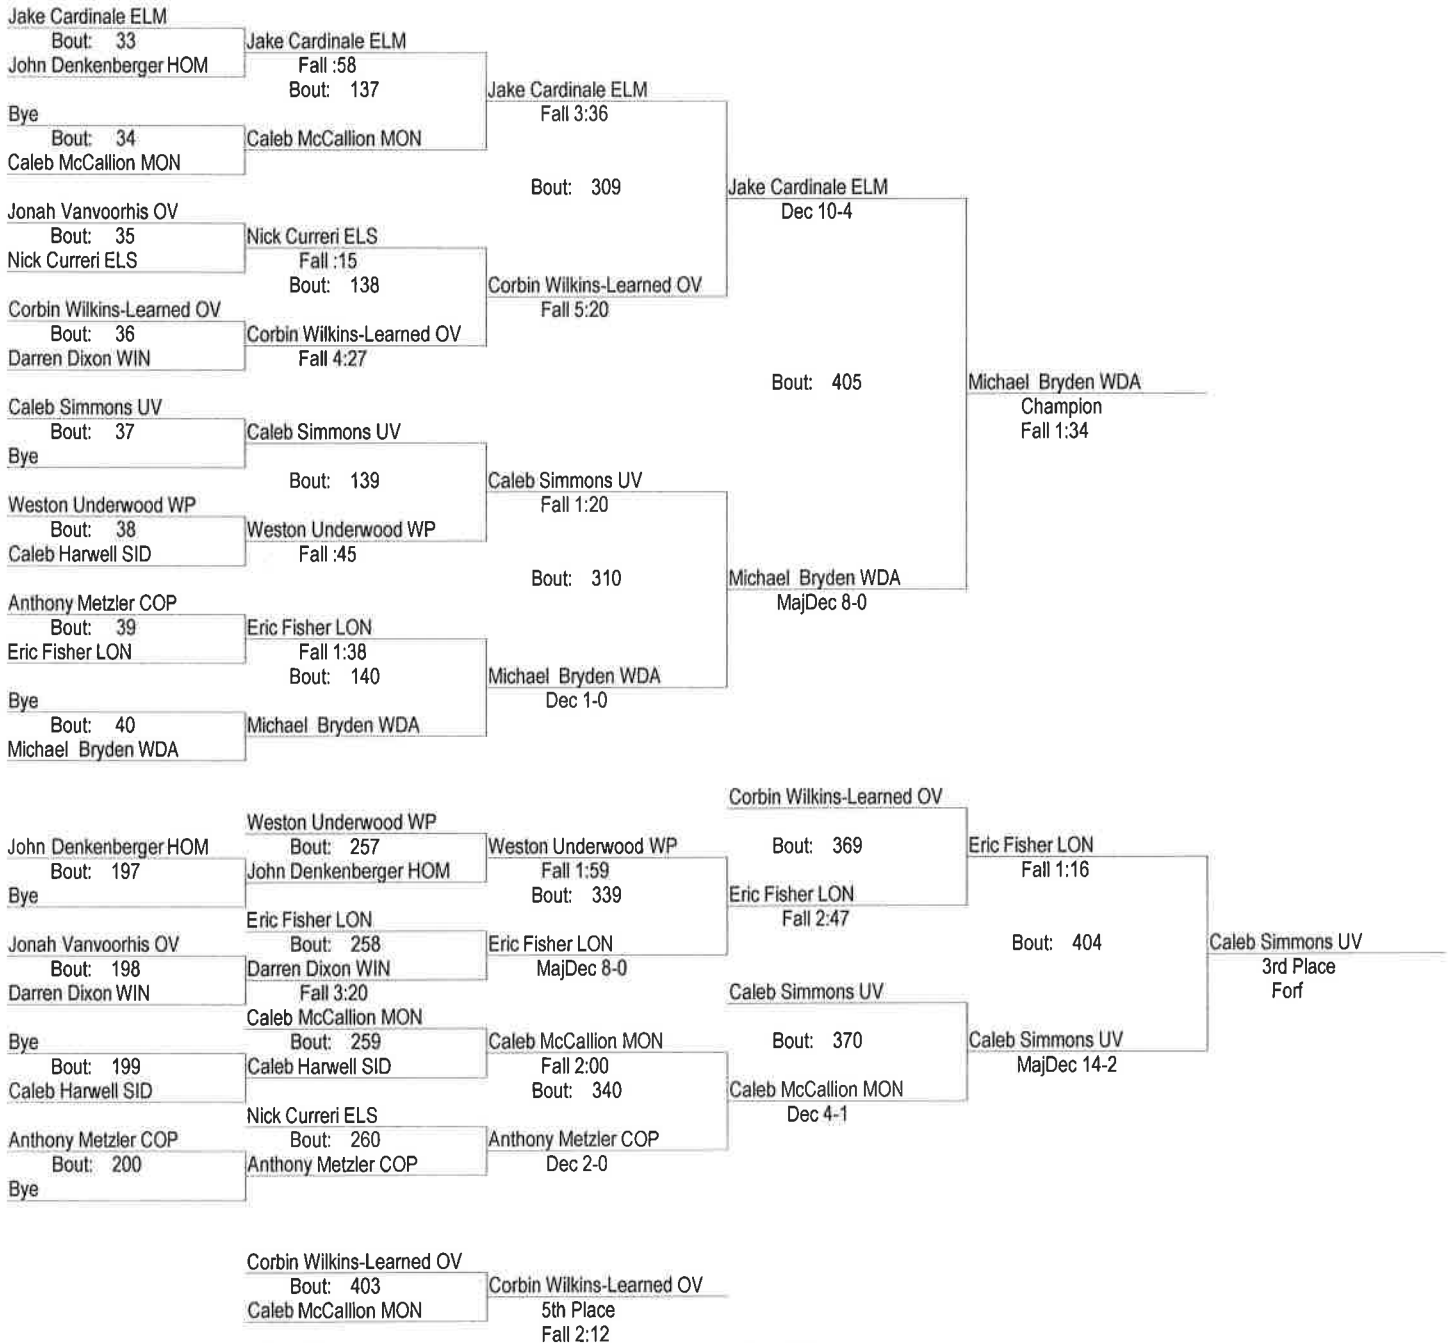 Jake Cardinale ELM
Bout: 33
John Denkenberger HOM
Bye
Bout: 34
Caleb McCallion MON
Jonah Vanvoorhis OV
Bout: 35
Nick Curreri ELS
Corbin Wilkins-Learned OV
Bout: 36
Darren Dixon WIN
Caleb Simmons UV
Bout: 37
Bye
Weston Underwood WP
Bout: 38
Caleb Harwell SID
Anthony Metzler COP
Bout: 39
Eric Fisher LON
Bye
Bout: 40
Michael Bryden WDA
Jake Cardinale ELM
Fall :58
Bout: 137
Caleb McCallion MON
Nick Curreri ELS
Fall :15
Bout: 138
Corbin Wilkins-Learned OV
Fall 4:27
Caleb Simmons UV
Bout: 139
Weston Underwood WP
Fall :45
Eric Fisher LON
Fall 1:38
Bout: 140
Michael Bryden WDA
Jake Cardinale ELM
Fall 3:36
Bout: 309
Corbin Wilkins-Learned OV
Fall 5:20
Caleb Simmons UV
Fall 1:20
Bout: 310
Michael Bryden WDA
Dec 1-0
Jake Cardinale ELM
Dec 10-4
Bout: 405
Michael Bryden WDA
MajDec 8-0
Michael Bryden WDA
Champion
Fall 1:34
John Denkenberger HOM
Bout: 197
Bye
Jonah Vanvoorhis OV
Bout: 198
Darren Dixon WIN
Bye
Bout: 199
Caleb Harwell SID
Anthony Metzler COP
Bout: 200
Bye
Weston Underwood WP
Bout: 257
John Denkenberger HOM
Eric Fisher LON
Bout: 258
Darren Dixon WIN
Fall 3:20
Caleb McCallion MON
Bout: 259
Caleb Harwell SID
Nick Curreri ELS
Bout: 260
Anthony Metzler COP
Weston Underwood WP
Fall 1:59
Bout: 339
Eric Fisher LON
MajDec 8-0
Caleb McCallion MON
Fall 2:00
Bout: 340
Anthony Metzler COP
Dec 2-0
Corbin Wilkins-Learned OV
Bout: 369
Eric Fisher LON
Fall 2:47
Caleb Simmons UV
Bout: 370
Caleb McCallion MON
Dec 4-1
Eric Fisher LON
Fall 1:16
Bout: 404
Caleb Simmons UV
MajDec 14-2
Caleb Simmons UV
3rd Place
Forf
Corbin Wilkins-Learned OV
Bout: 403
Caleb McCallion MON
Corbin Wilkins-Learned OV
5th Place
Fall 2:12